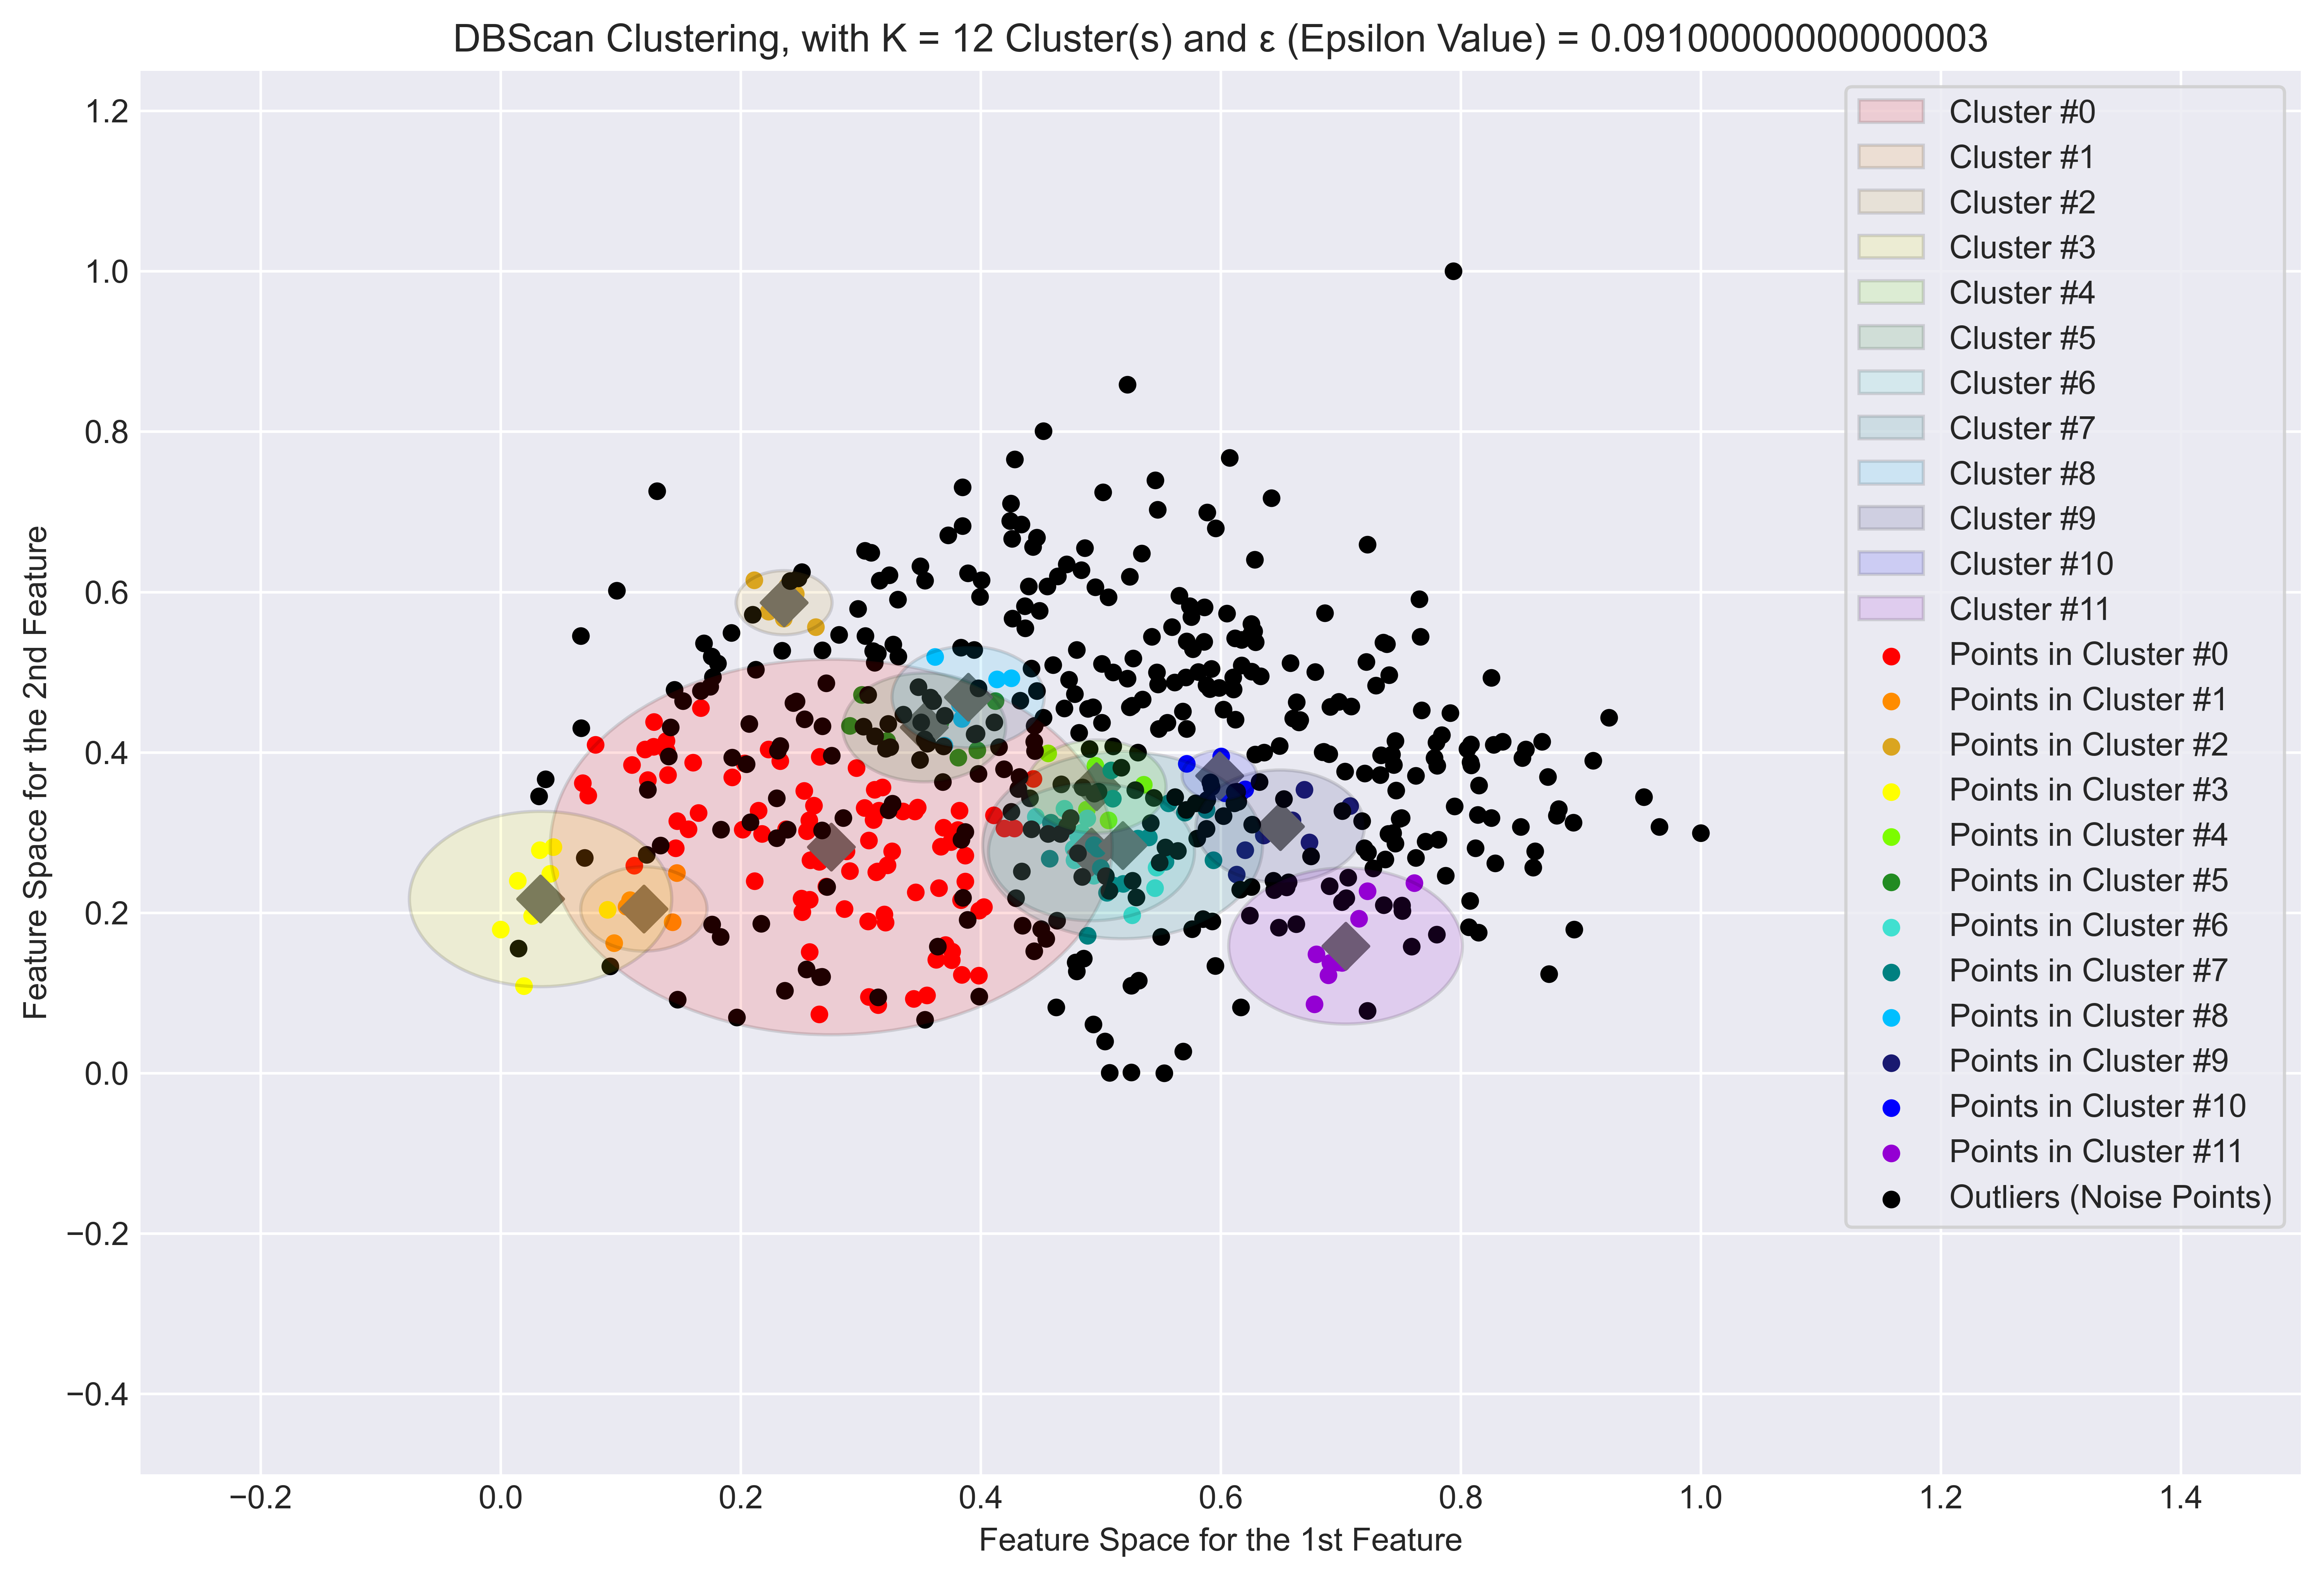 DBScan Clustering, with K = 12 Cluster(s) and ε (Epsilon Value) = 0.09100000000000003
Feature Space for the 2nd Feature
1.2
1.0
0.8
0.6
0.4
0.2
0.0
−0.2
−0.4
−0.2
0.0
0.2
0.4
0.6
0.8
1.0
1.2
1.4
Feature Space for the 1st Feature
Cluster #0
Cluster #1
Cluster #2
Cluster #3
Cluster #4
Cluster #5
Cluster #6
Cluster #7
Cluster #8
Cluster #9
Cluster #10
Cluster #11
Points in Cluster #0
Points in Cluster #1
Points in Cluster #2
Points in Cluster #3
Points in Cluster #4
Points in Cluster #5
Points in Cluster #6
Points in Cluster #7
Points in Cluster #8
Points in Cluster #9
Points in Cluster #10
Points in Cluster #11
Outliers (Noise Points)